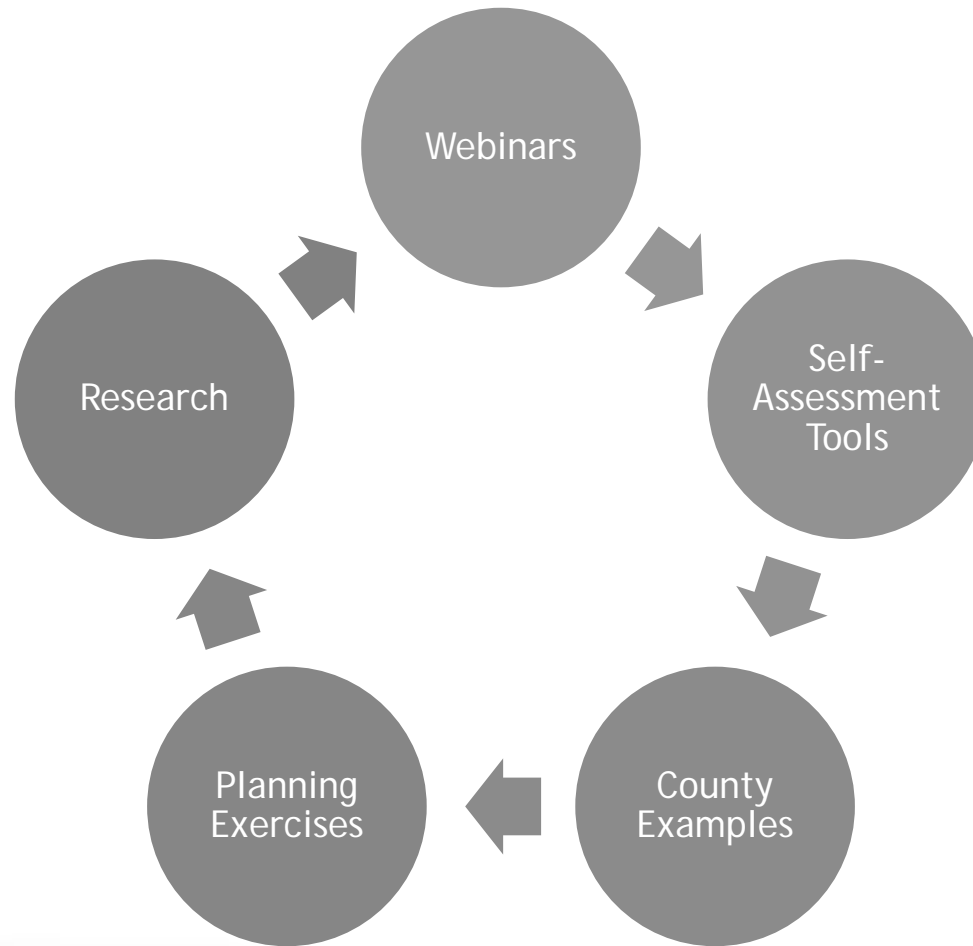 Webinars
Self-
Assessment
Tools
County
Examples
Planning
Exercises
Research